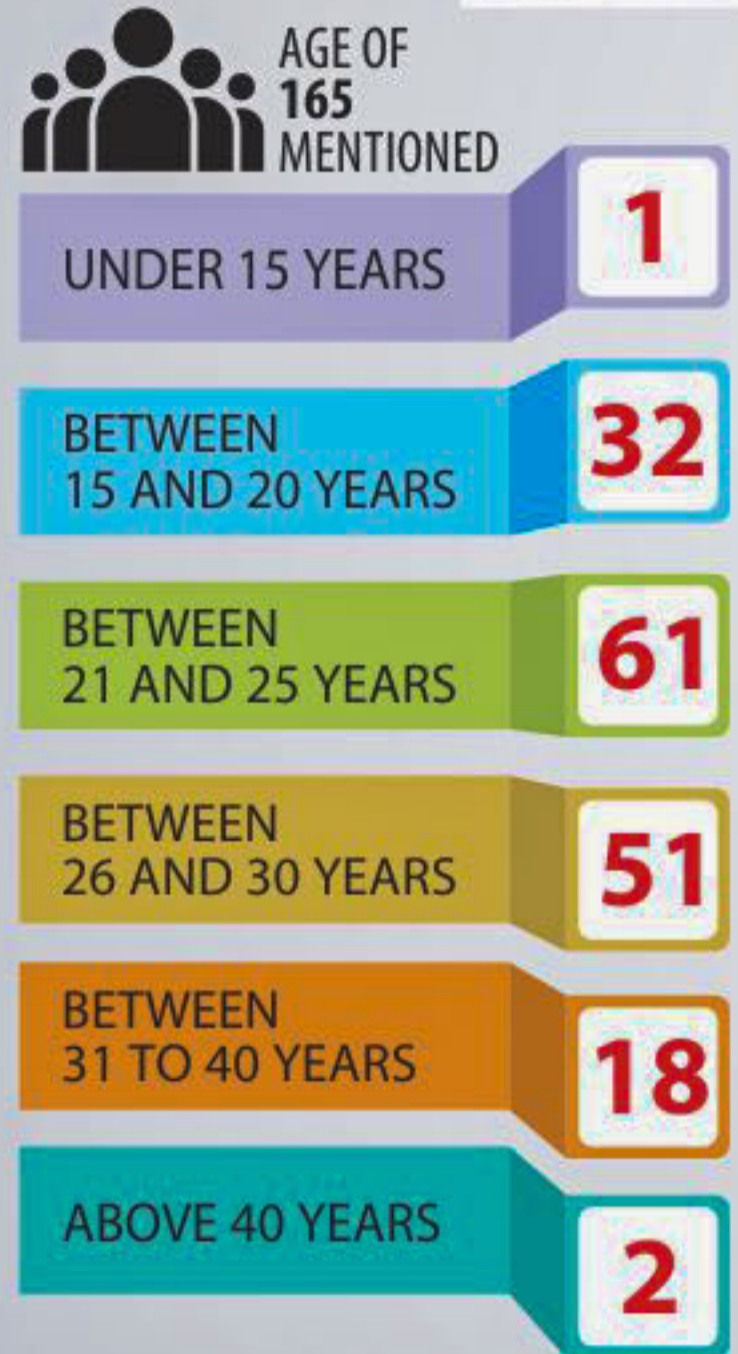 AGE OF
165
MENTIONED
UNDER 15 YEARS
1
BETWEEN
15 AND 20 YEARS
32
BETWEEN
21 AND 25 YEARS
61
BETWEEN
26 AND 30 YEARS
51
BETWEEN
31 TO 40 YEARS
18
ABOVE 40 YEARS
2